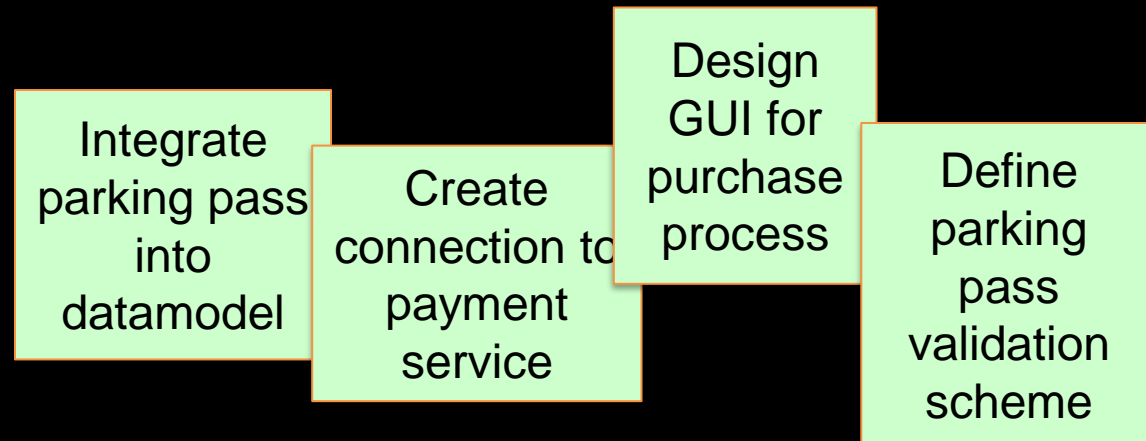 Integrate
parking pass
into
datamodel
Create
connection to
payment
service
Design
GUI for
purchase
process
Define
parking
pass
validation
scheme